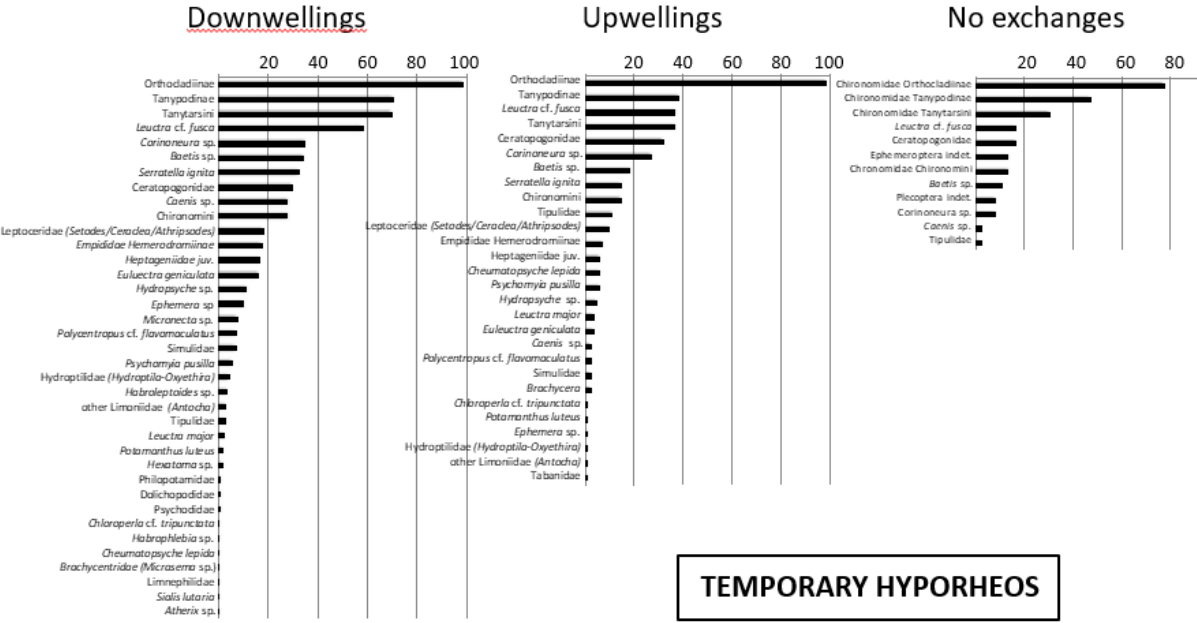 Downwellings
20 40 60 80 100
Orthocladiinae
Tanypodinae
Tanytarsini
Leuctra cf. fusca
Corinoneura sp.
Baetis sp.
Serratella ignita
Ceratopogonidae
Caenis sp.
Chironomini
Leptoceridae (Setodes/Ceraclea/Athripsodes)
Empididae Hemerodromiinae
Heptageniidae juv.
Euluectra geniculata
Hydropsyche sp.
Ephemera sp
Micronecta sp.
Polycentropus cf. flavomaculatus
Simulidae
Psychomyia pusilla
Hydroptilidae (Hydroptila-Oxyethira)
Habroleptoides sp.
other Limoniidae (Antocha)
Tipulidae
Leuctra major
Potamanthus luteus
Hexatoma sp.
Philopotamidae
Dolichopodidae
Psychodidae
Chloroperla cf. tripunctata
Habrophlebia sp.
Cheumatopsyche lepida
Brachycentridae (Micrasema sp.)
Limnephilidae
Sialis lutaria
Atherix sp.
Upwellings
20 40 60 80 100
Orthocladiinae
Tanypodinae
Leuctra cf. fusca
Tanytarsini
Ceratopogonidae
Corinoneura sp.
Baetis sp.
Serratella ignita
Chironomini
Tipulidae
Leptoceridae (Setodes/Ceraclea/Athripsodes)
Empididae Hemerodromiinae
Heptageniidae juv.
Cheumatopsyche lepida
Psychomyia pusilla
Hydropsyche sp.
Leuctra major
Euleuctra geniculata
Caenis sp.
Polycentropus cf. flavomaculatus
Simulidae
Brachycera
Chloroperla cf. tripunctata
Potamanthus luteus
Ephemera sp.
Hydroptilidae (Hydroptila-Oxyethira)
other Limoniidae (Antocha)
Tabanidae
No exchanges
20 40 60 80
Chironomidae Orthocladiinae
Chironomidae Tanypodinae
Chironomidae Tanytarsini
Leuctra cf. fusca
Ceratopogonidae
Ephemeroptera indet.
Chronomidae Chironomini
Baetis sp.
Plecoptera indet.
Corinoneura sp.
Caenis sp.
Tipulidae
TEMPORARY HYPORHEOS